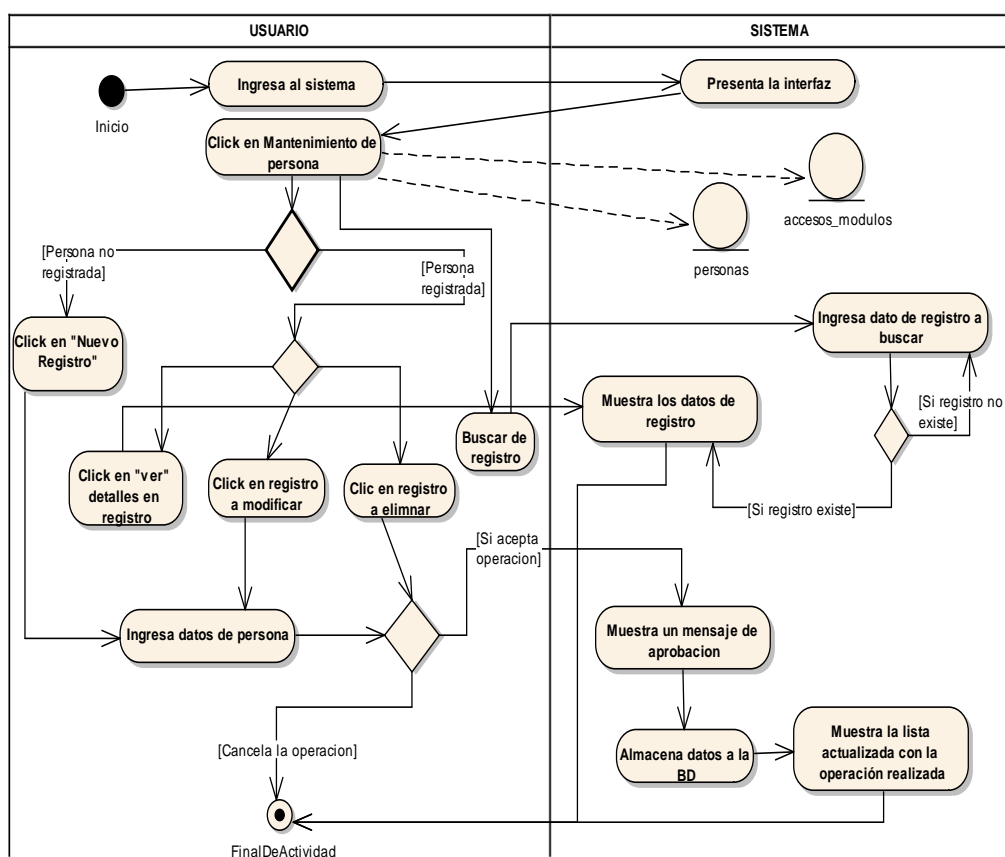 USUARIO
SISTEMA
Ingresa al sistema
Presenta la interfaz
Inicio
Click en Mantenimiento de
persona
accesos_modulos
personas
[Persona no
registrada]
[Persona
registrada]
Click en "Nuevo
Registro"
Ingresa dato de registro a
buscar
Muestra los datos de
registro
[Si registro no
existe]
Buscar de
registro
Click en "ver"
detalles en
registro
Click en registro
a modificar
Clic en registro
a elimnar
[Si registro existe]
[Si acepta
operacion]
Ingresa datos de persona
Muestra un mensaje de
aprobacion
[Cancela la operacion]
Almacena datos a la
BD
Muestra la lista
actualizada con la
operación realizada
FinalDeActividad